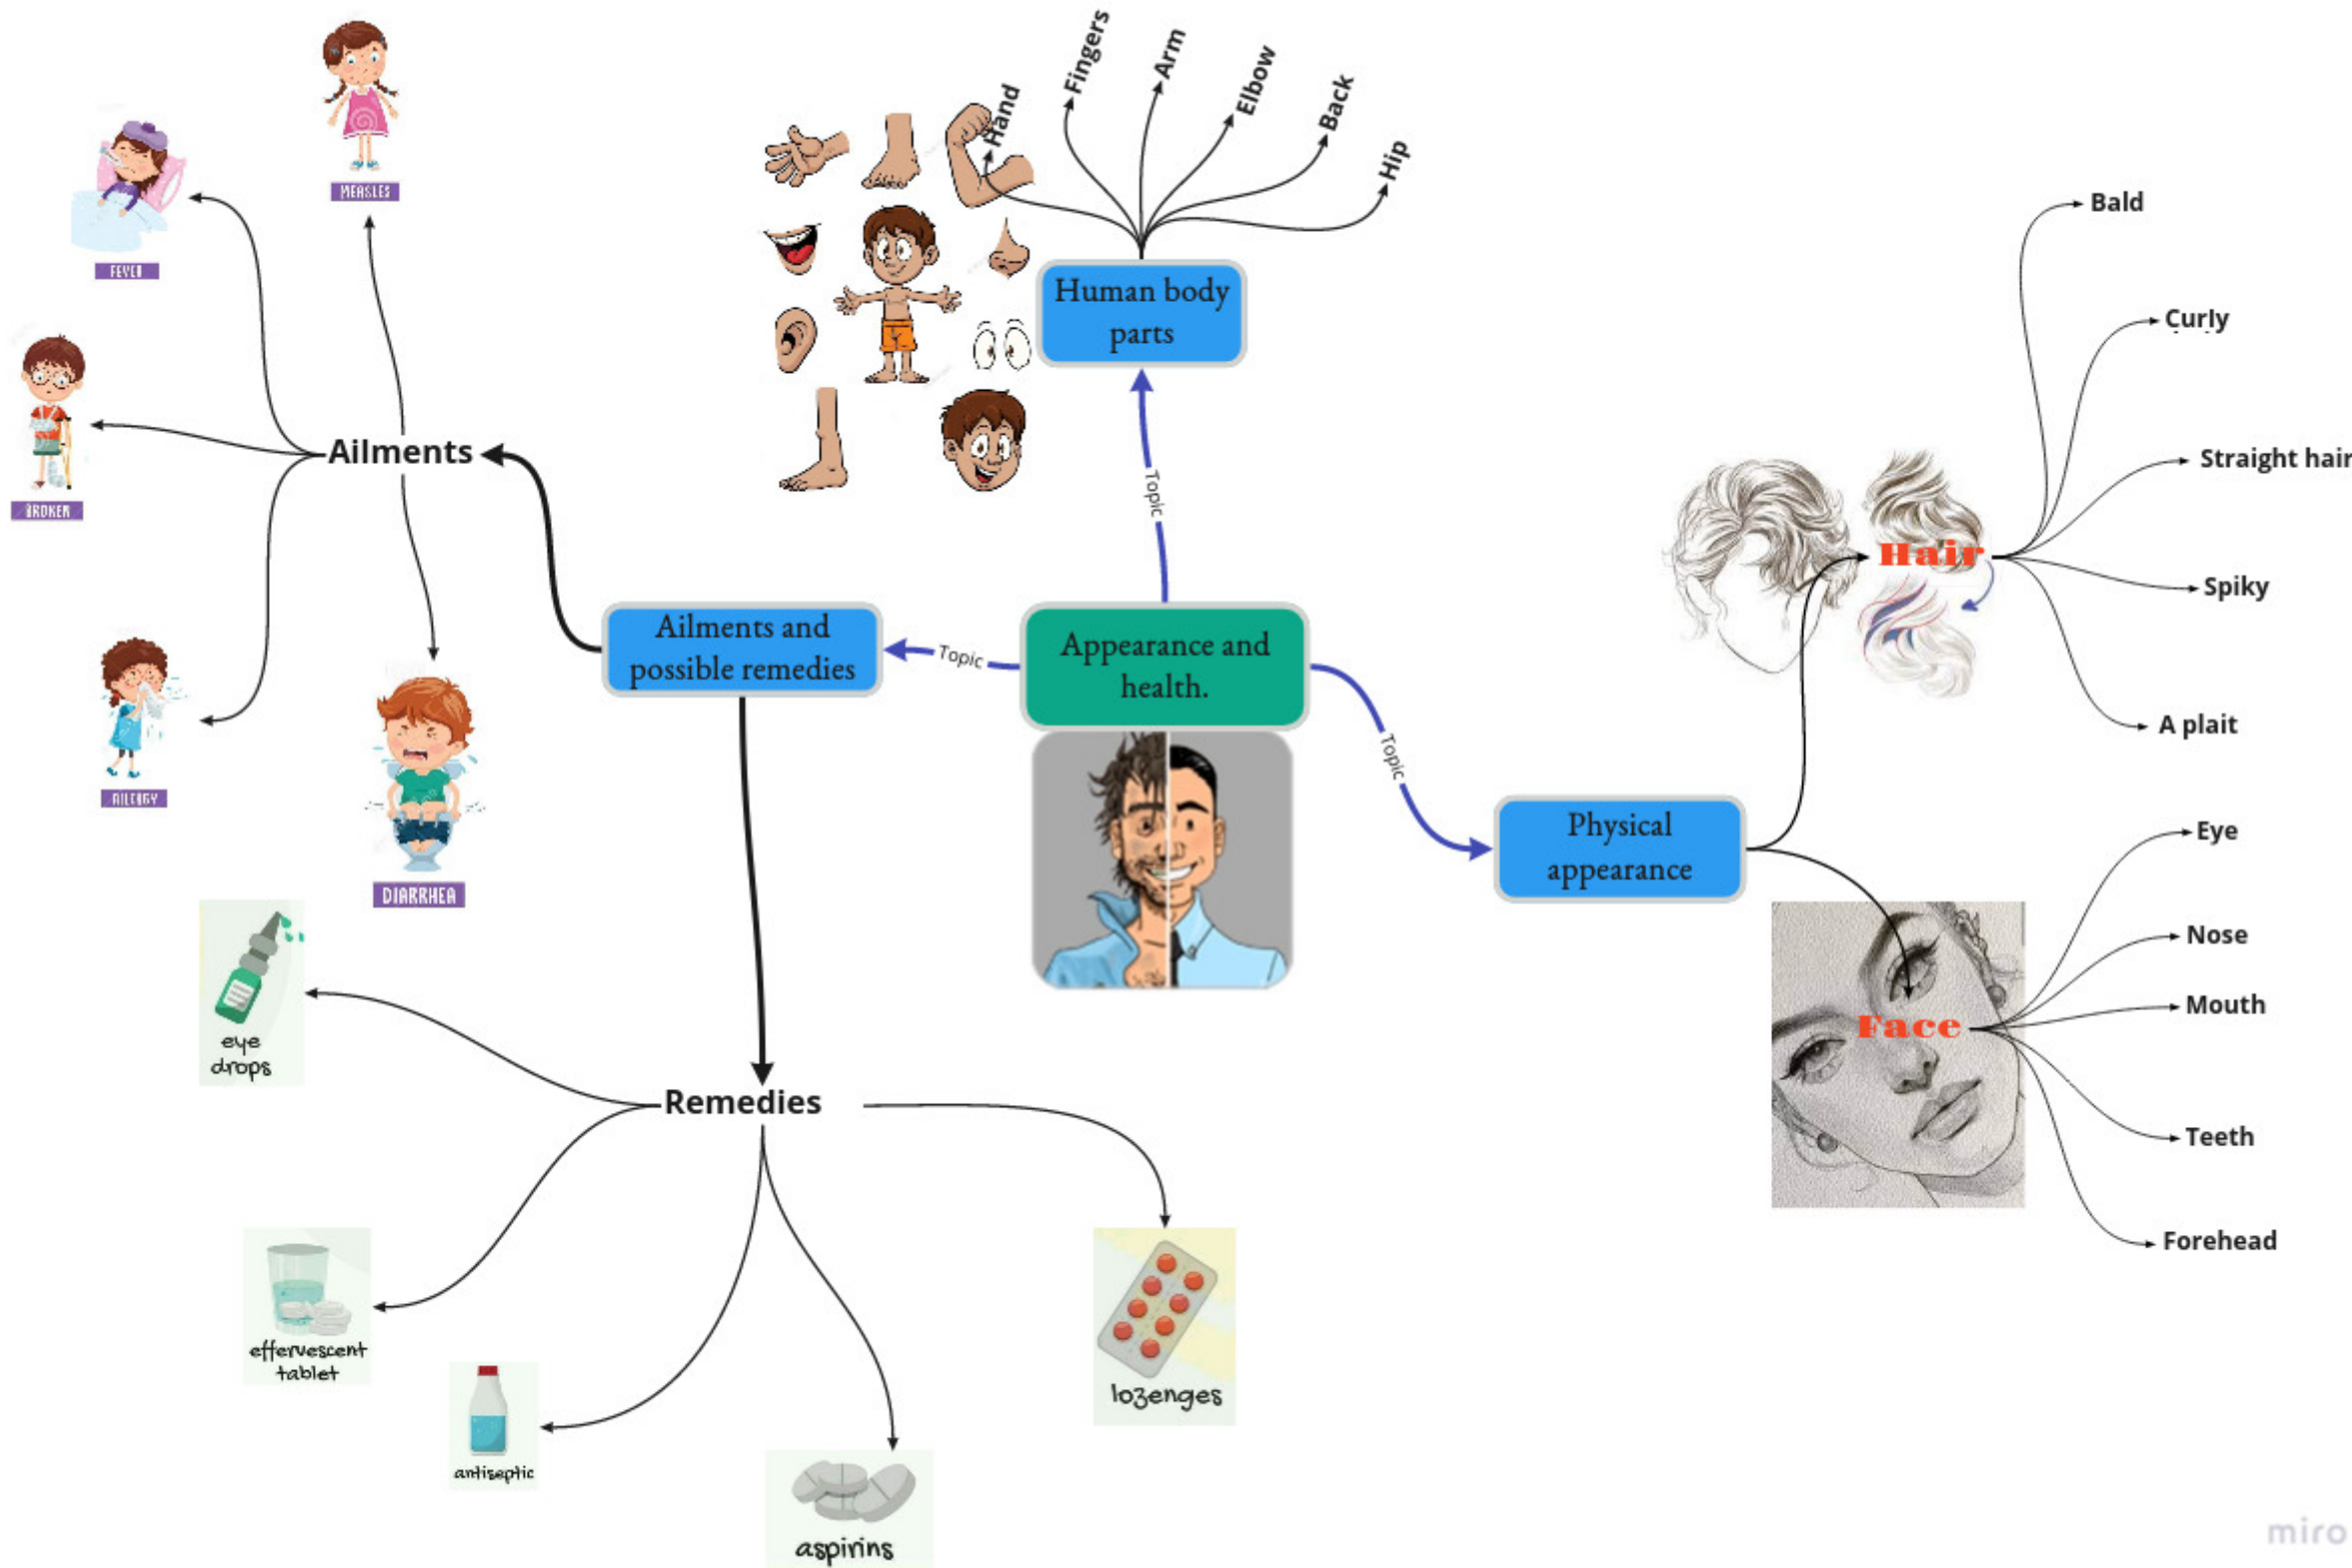 Fingers
Arm
Elbow
Back
Hand
Hip
MEASLES
FEVER
BROKEN
Ailments
ALLERGY
DIARRHEA
Human body
parts
Topic
Ailments and
possible remedies
Topic
Appearance and
health.
Topic
Physical
appearance
Hair
Bald
Curly
Straight hair
Spiky
A plait
Face
Eye
Nose
Mouth
Teeth
Forehead
Remedies
eye
drops
effervescent
tablet
antiseptic
aspirins
lozenges
miro